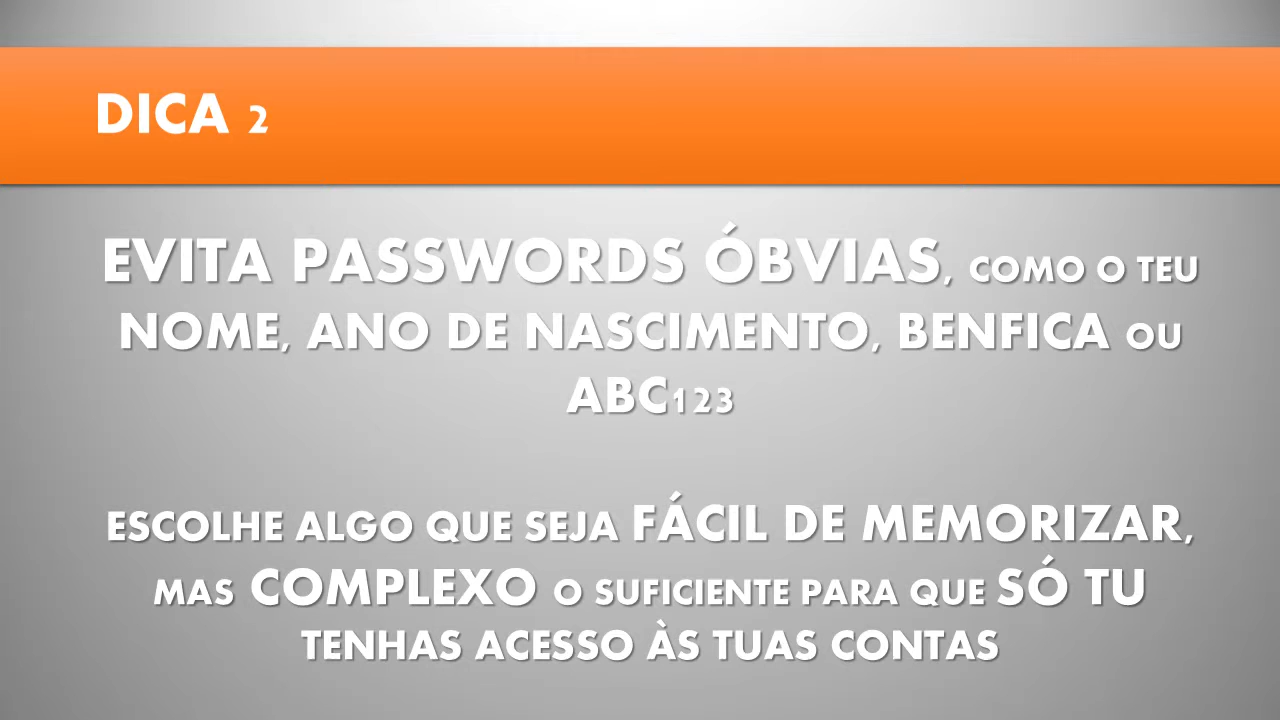 DICA 2
EVITA PASSWORDS ÓBVIAS, COMO O TEU
NOME, ANO DE NASCIMENTO, BENFICA OU
ABC123
ESCOLHE ALGO QUE SEJA FÁCIL DE MEMORIZAR,
MAS COMPLEXO O SUFICIENTE PARA QUE SÓ TU
TENHAS ACESSO ÀS TUAS CONTAS